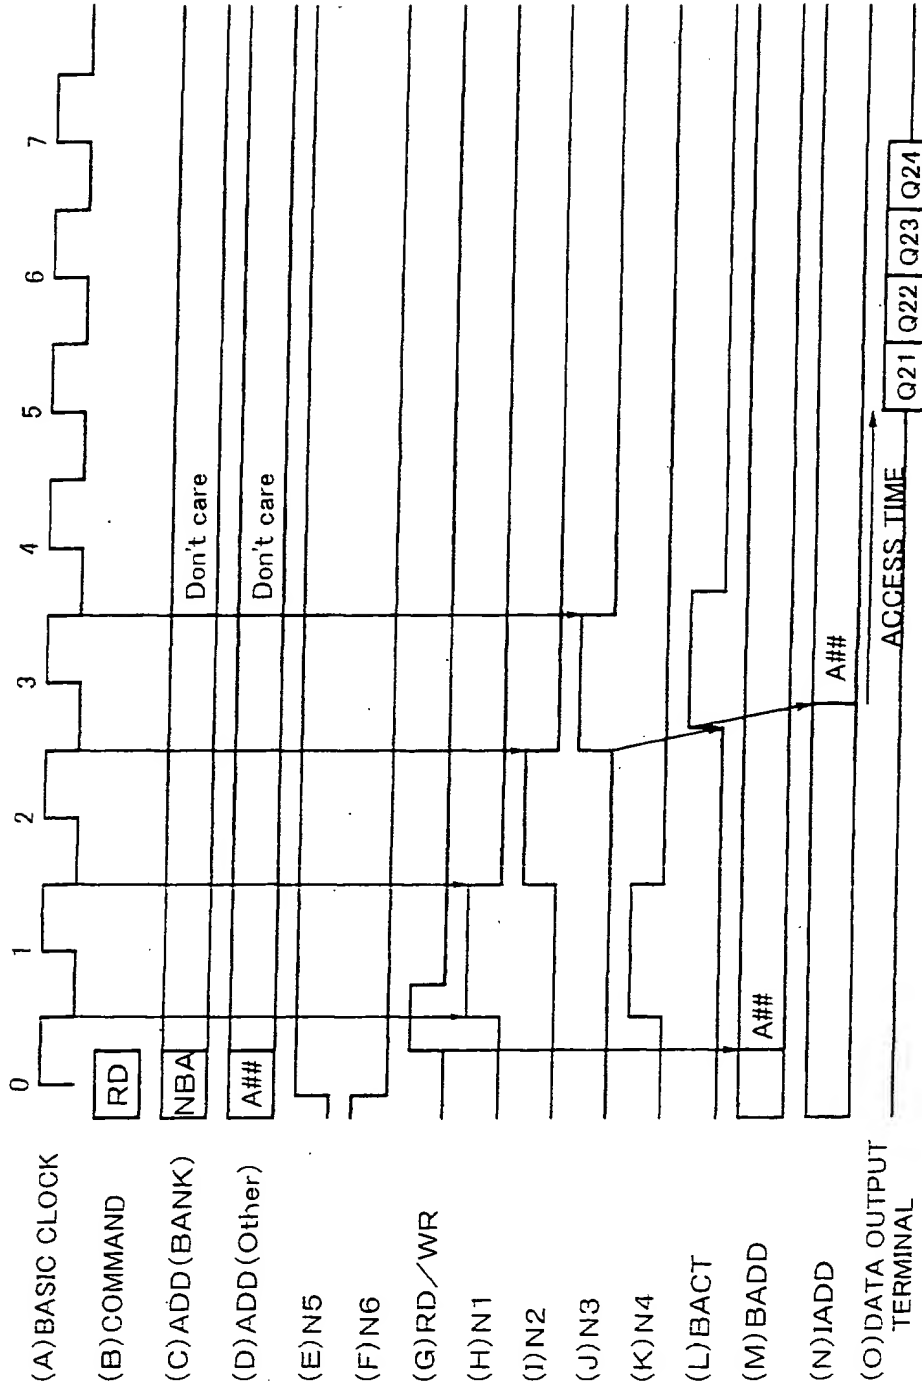 (A)BASIC CLOCK
0 1 2 3 4 5 6 7
(B)COMMAND
RD
(C)ADD(BANK)
NBA
Don't care
(D)ADD(Other)
A##
Don't care
(E)N5
(F)N6
(G)RD/WR
(H)N1
(I)N2
(J)N3
(K)N4
(L)BACT
(M)BADD
A##
(N)IADD
A##
ACCESS TIME
(O)DATA OUTPUT
TERMINAL
Q21 Q22 Q23 Q24